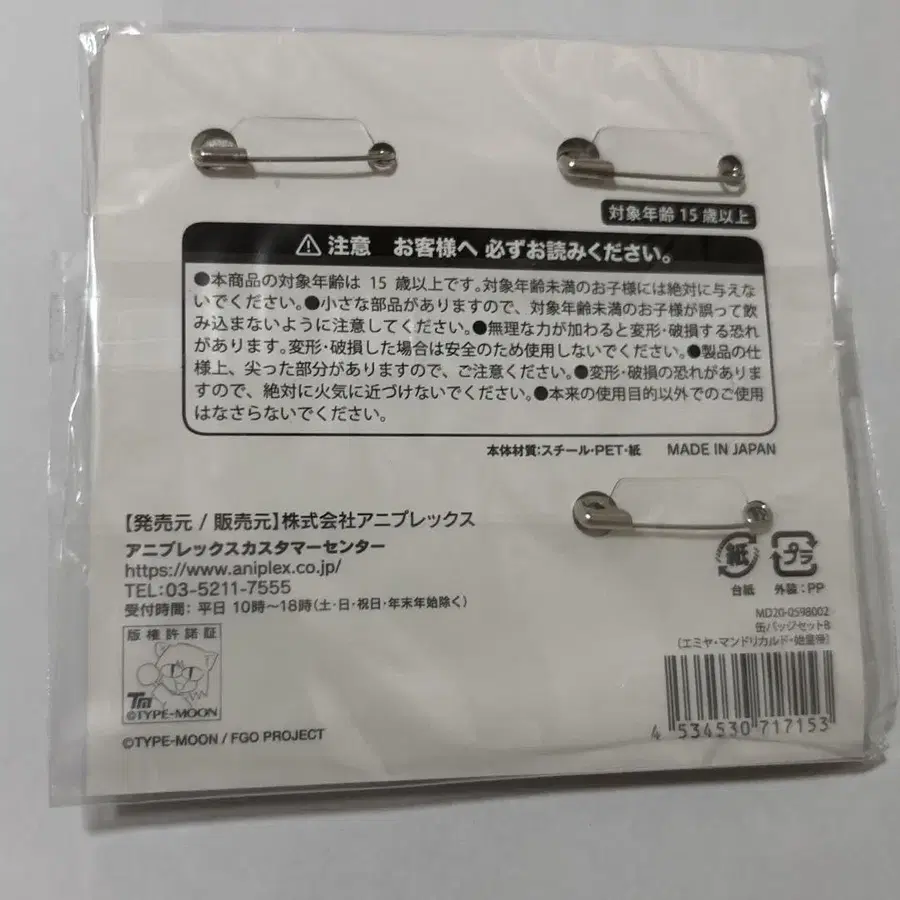 対象年齢 15 歳以上
⚠ 注意 お客様へ 必ずお読みください。
●本商品の対象年齢は 15 歳以上です。対象年齢未満のお子様には絶対に与えな
いでください。●小さな部品がありますので、対象年齢未満のお子様が誤って飲
み込まないように注意してください。●無理な力が加わると変形・破損する恐れ
があります。変形・破損した場合は安全のため使用しないでください。●製品の仕
様上、尖った部分がありますので、ご注意ください。●変形・破損の恐れがありま
すので、絶対に火気に近づけないでください。●本来の使用目的以外でのご使用
はなさらないでください。
本体材質:スチール・PET・紙 MADE IN JAPAN
【発売元 / 販売元】株式会社アニプレックス
アニプレックスカスタマーセンター
https://www.aniplex.co.jp/
TEL:03-5211-7555
受付時間: 平日 10時〜18時(土・日・祝日・年末年始除く)
紙 プラ
台紙 外装:PP
MD20-0598002
缶バッジセットB
(エミヤ・マンドリカルド・始皇帝)
版権許諾証
TM
©TYPE-MOON
4 534530 717153
©TYPE-MOON / FGO PROJECT